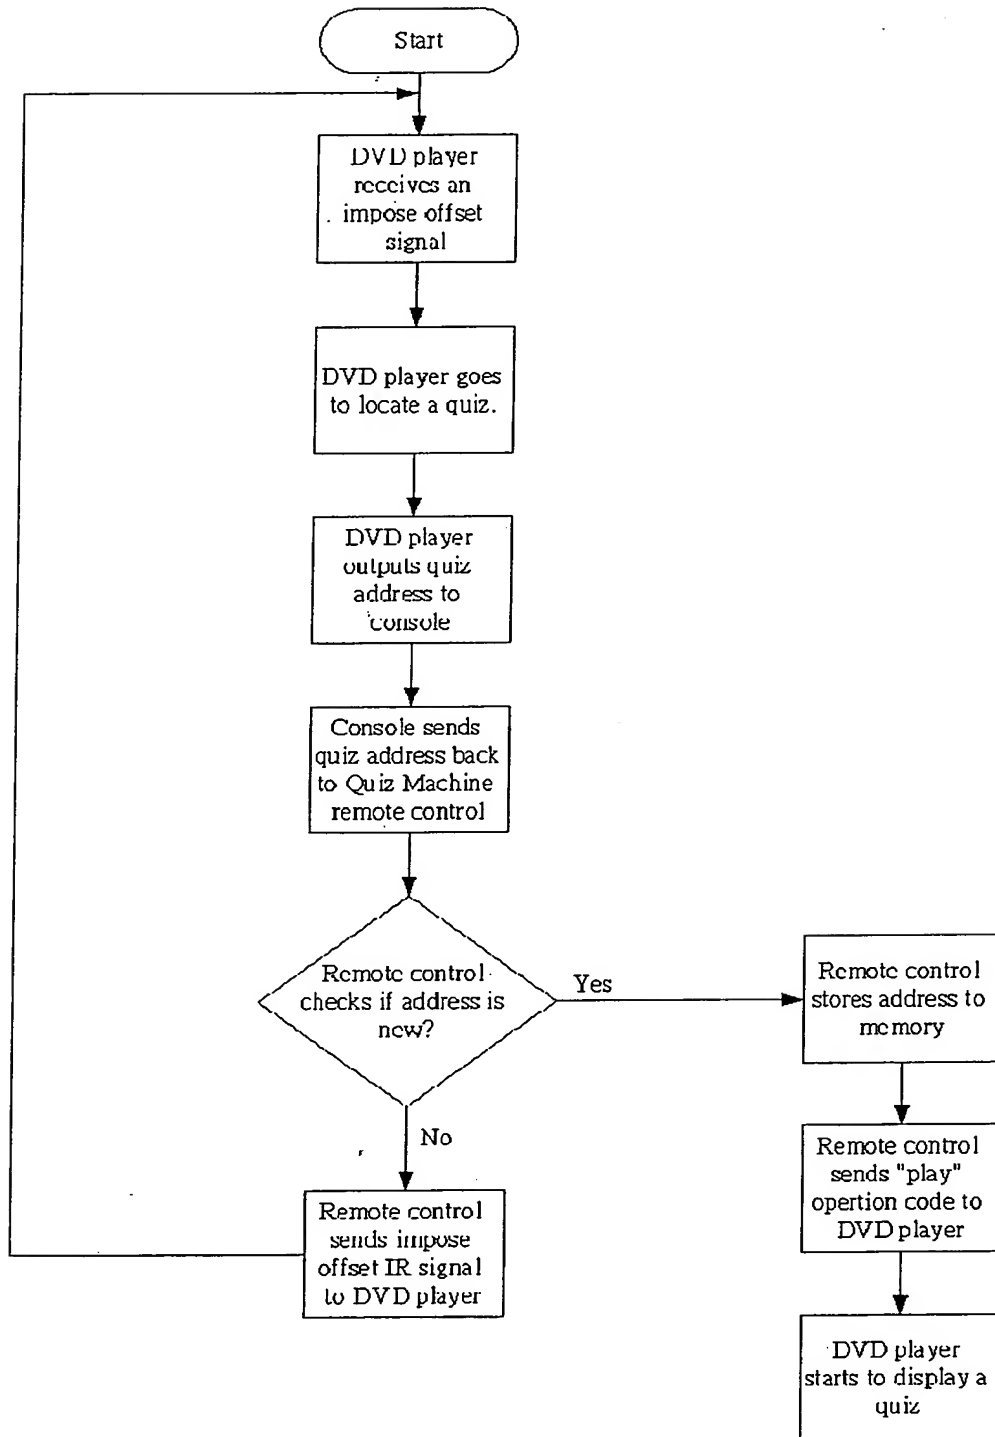 Start
DVD player
receives an
impose offset
signal
DVD player goes
to locate a quiz.
DVD player
outputs quiz
address to
console
Console sends
quiz address back
to Quiz Machine
remote control
Remote control
checks if address is
new?
Yes
No
Remote control
sends impose
offset IR signal
to DVD player
Remote control
stores address to
memory
Remote control
sends "play"
opertion code to
DVD player
DVD player
starts to display a
quiz